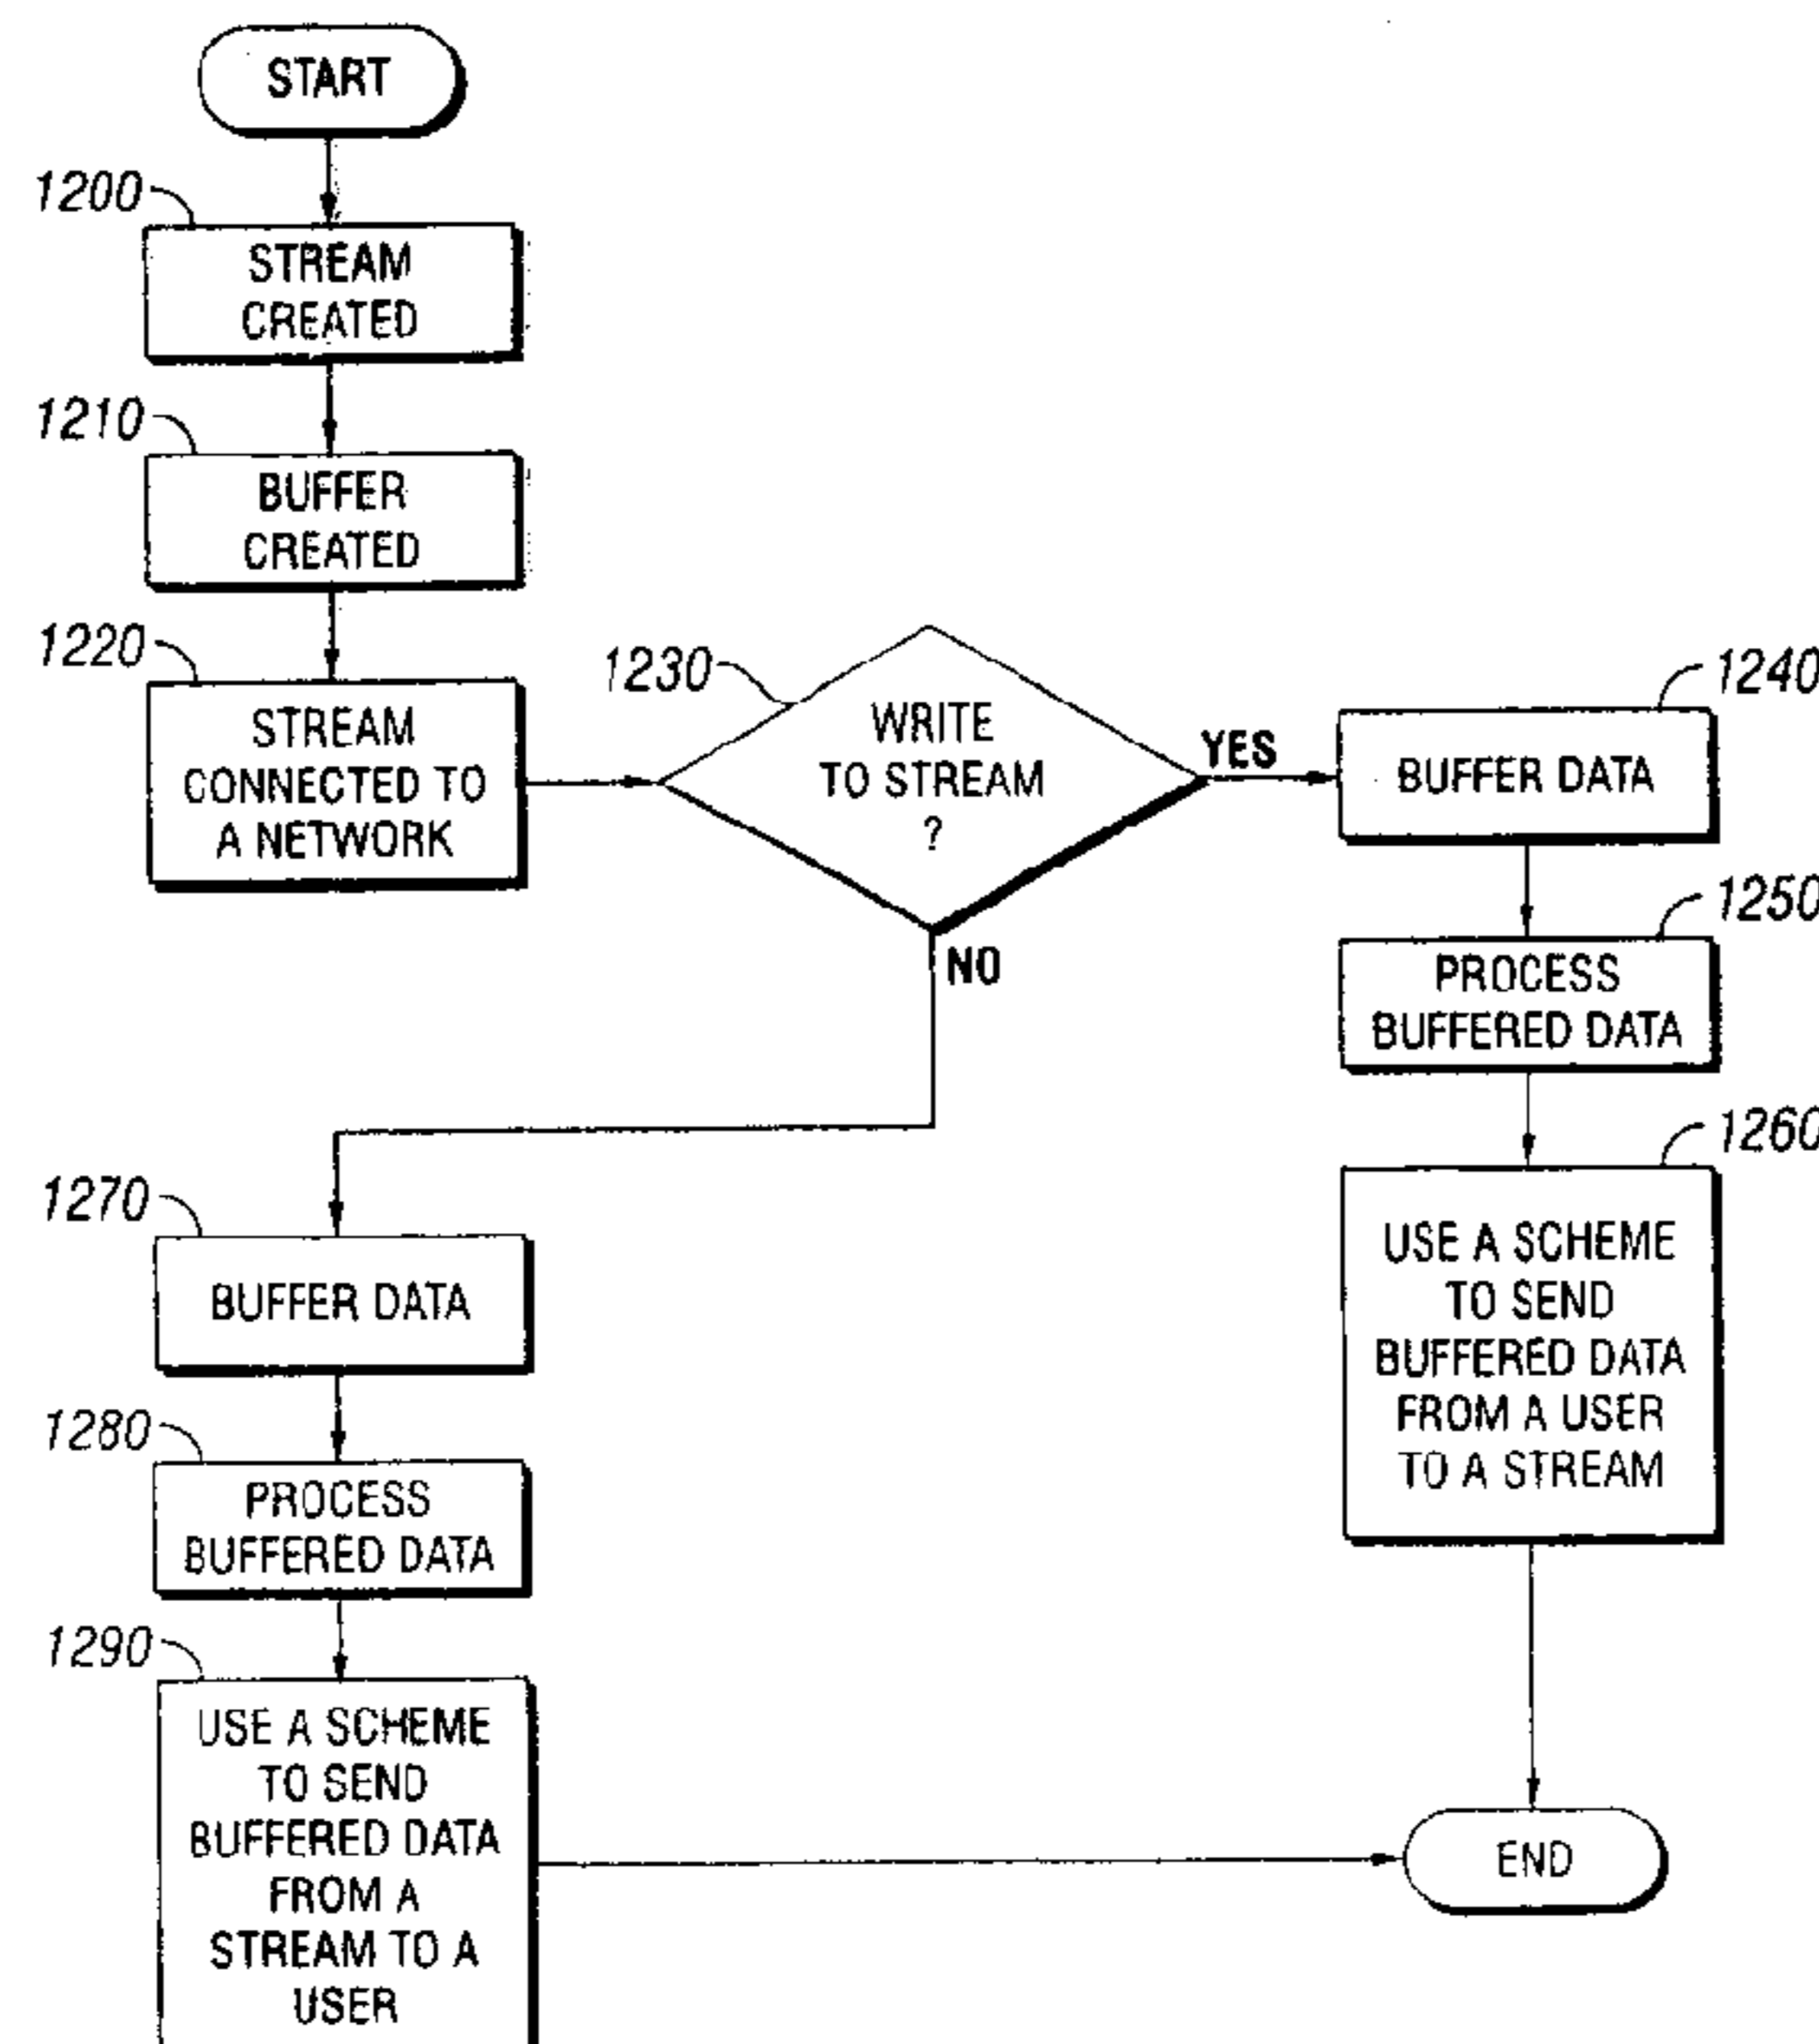 START
1200
STREAM
CREATED
1210
BUFFER
CREATED
1220
STREAM
CONNECTED TO
A NETWORK
1230
WRITE
TO STREAM
?
YES
NO
1240
BUFFER DATA
1250
PROCESS
BUFFERED DATA
1260
USE A SCHEME
TO SEND
BUFFERED DATA
FROM A USER
TO A STREAM
1270
BUFFER DATA
1280
PROCESS
BUFFERED DATA
1290
USE A SCHEME
TO SEND
BUFFERED DATA
FROM A
STREAM TO A
USER
END